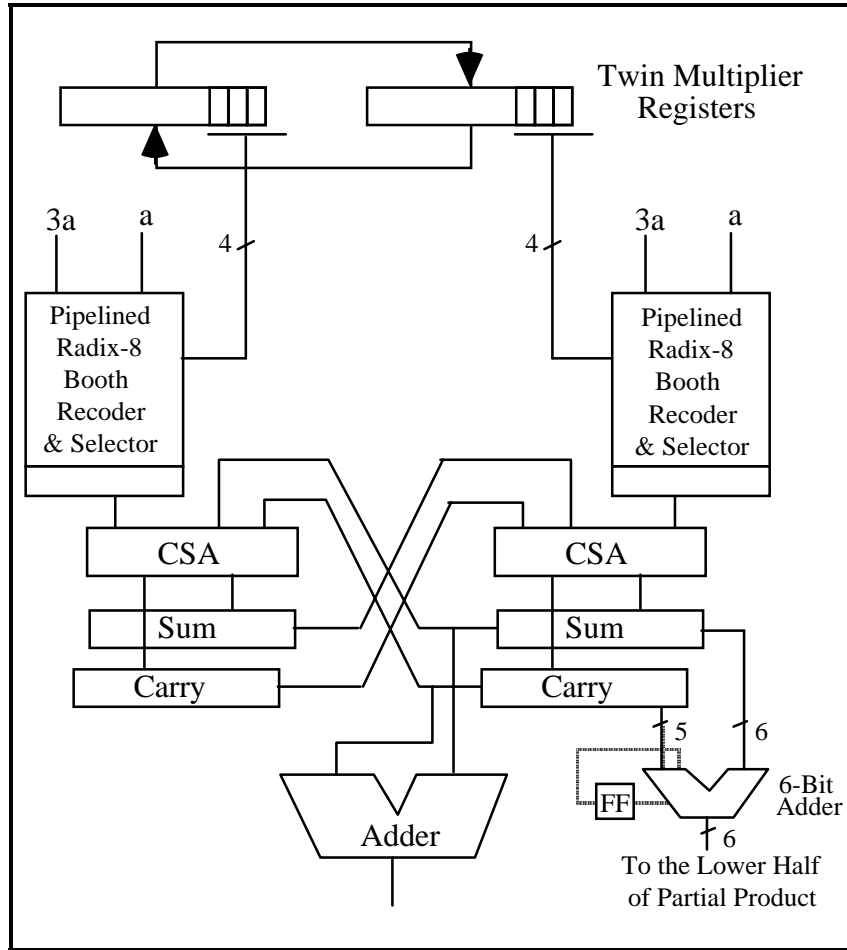 Twin Multiplier
Registers
3a
a
4
4
3a
a
Pipelined
Radix-8
Booth
Recoder
& Selector
Pipelined
Radix-8
Booth
Recoder
& Selector
CSA
CSA
Sum
Sum
Carry
Carry
5
6
6-Bit
Adder
FF
Adder
6
To the Lower Half
of Partial Product